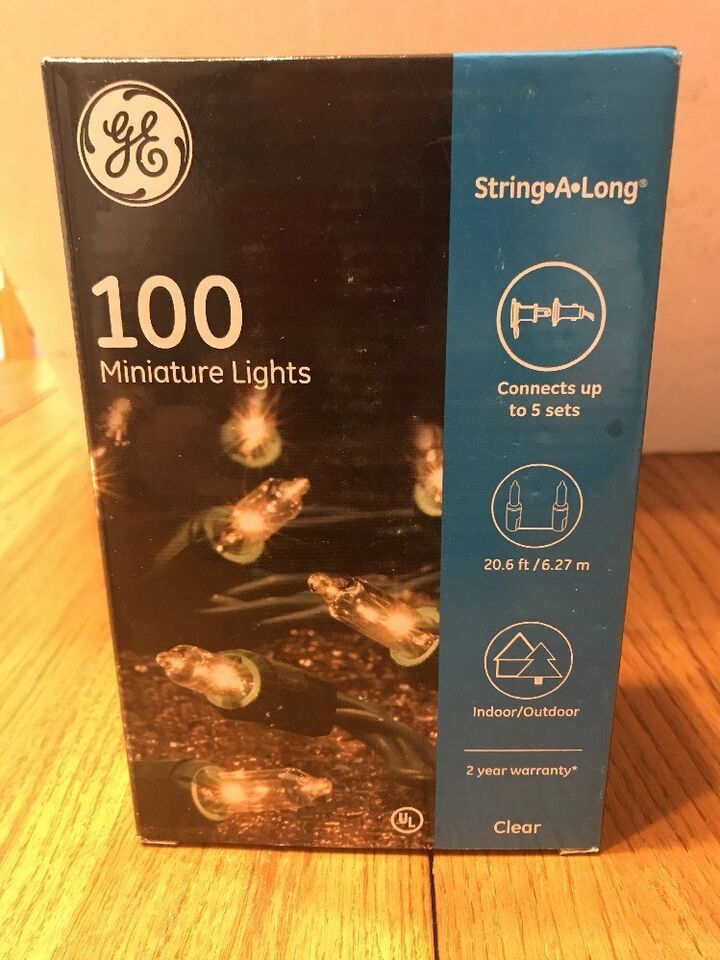 GE
100
Miniature Lights
String•A•Long®
Connects up
to 5 sets
20.6 ft / 6.27 m
Indoor/Outdoor
2 year warranty*
Clear
UL